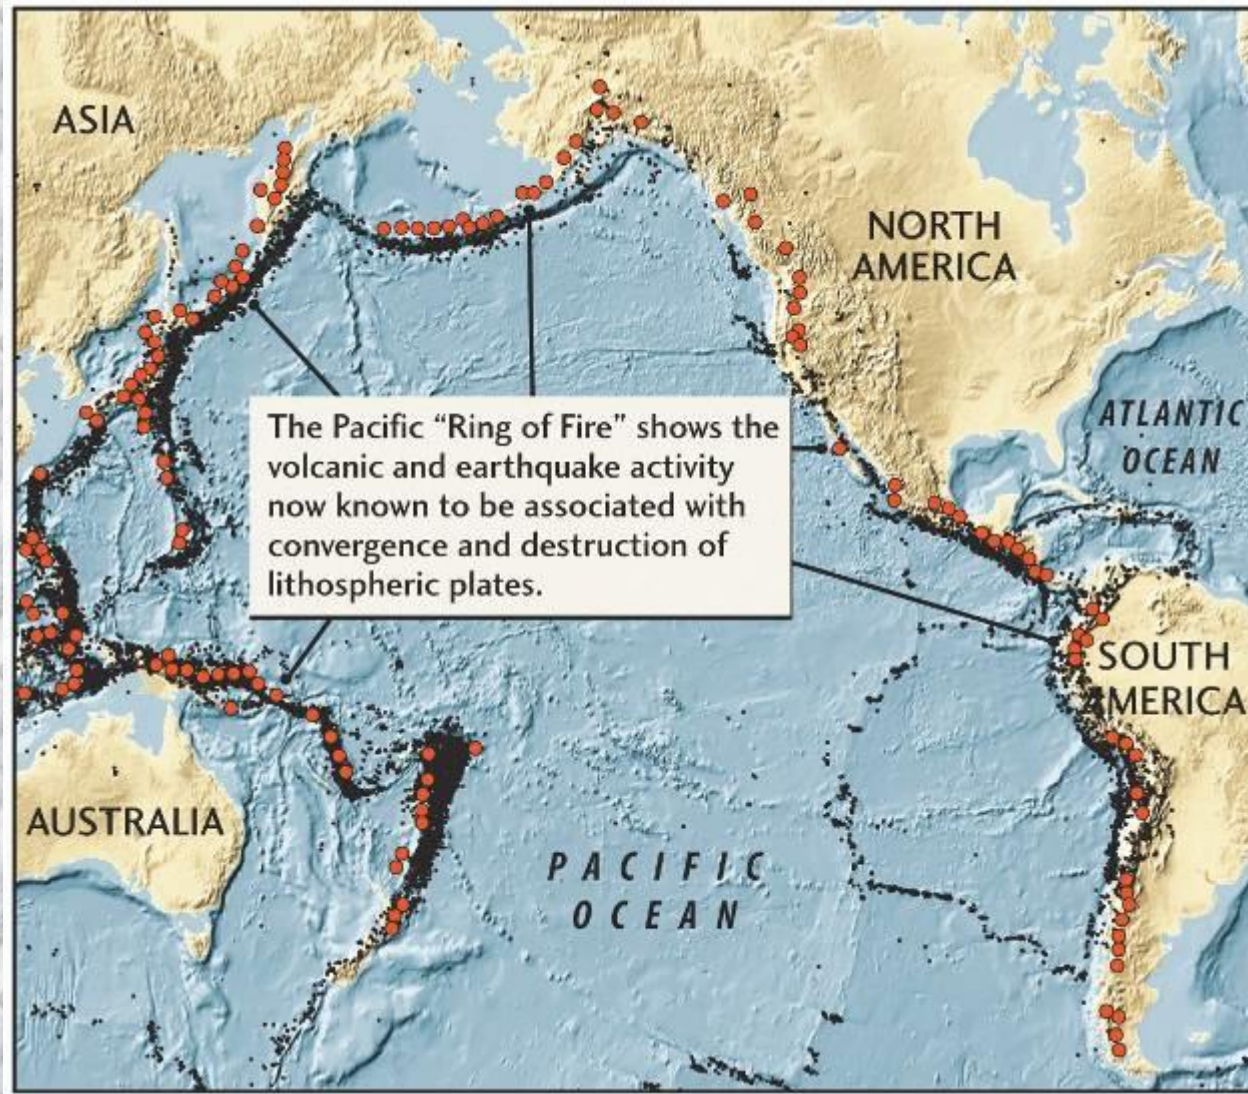 ASIA
NORTH
AMERICA
ATLANTIC
OCEAN
The Pacific “Ring of Fire” shows the
volcanic and earthquake activity
now known to be associated with
convergence and destruction of
lithospheric plates.
SOUTH
AMERICA
AUSTRALIA
PACIFIC
OCEAN